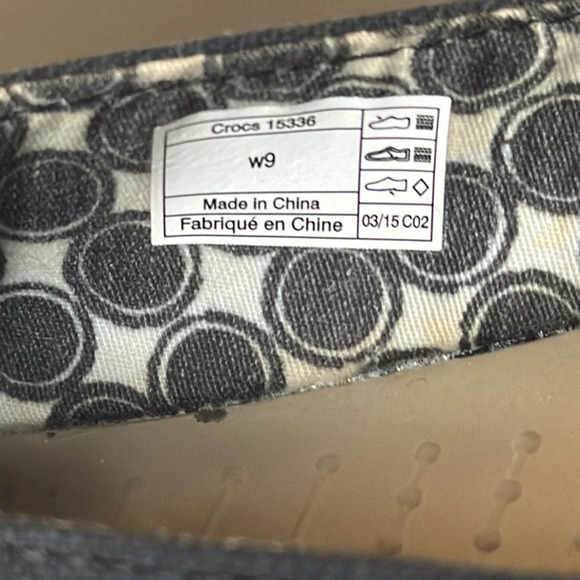 Crocs 15336
w9
Made in China
Fabriqué en Chine
03/15 C02